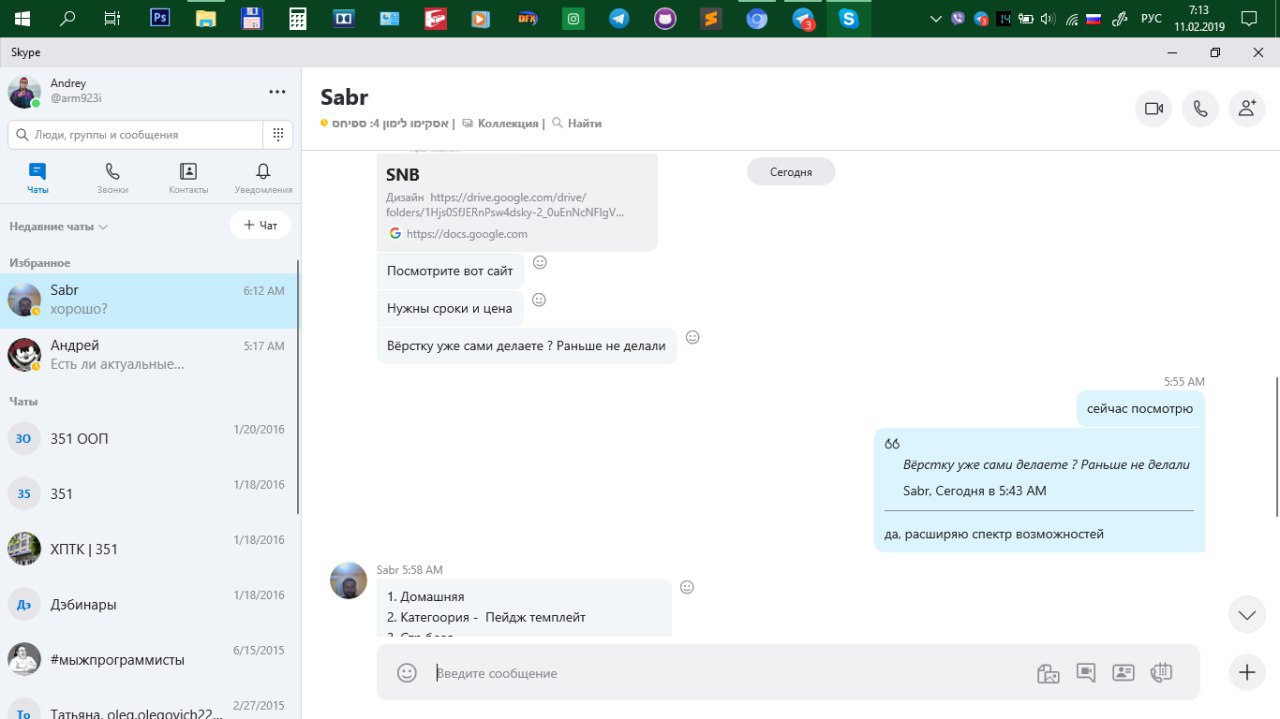 7:13
РУС
11.02.2019
3
14
3
Skype
Andrey
@arm923i
Люди, группы и сообщения
Чаты
Звонки
Контакты
Уведомления
Недавние чаты
Чат
Избранное
Sabr
6:12 AM
хорошо?
Андрей
5:17 AM
Есть ли актуальные...
Чаты
3О
351 ООП
1/20/2016
35
351
1/18/2016
ХПТК | 351
1/18/2016
Дэ
Дэбинары
1/18/2016
#мыжпрограммисты
6/15/2015
To
Татьяна, oleg.olegovich22...
2/27/2015
Sabr
אסקימו לימון 4: ספיחס | Коллекция | Найти
Сегодня
SNB
Дизайн https://drive.google.com/drive/
folders/1Hjs0SfJERnPsw4dsky-2_0uEnNcNFIgV...
https://docs.google.com
Посмотрите вот сайт
Нужны сроки и цена
Вёрстку уже сами делаете ? Раньше не делали
5:55 AM
сейчас посмотрю
Вёрстку уже сами делаете ? Раньше не делали
Sabr, Сегодня в 5:43 AM
да, расширяю спектр возможностей
Sabr 5:58 AM
1. Домашняя
2. Категоория - Пейдж темплейт
Введите сообщение